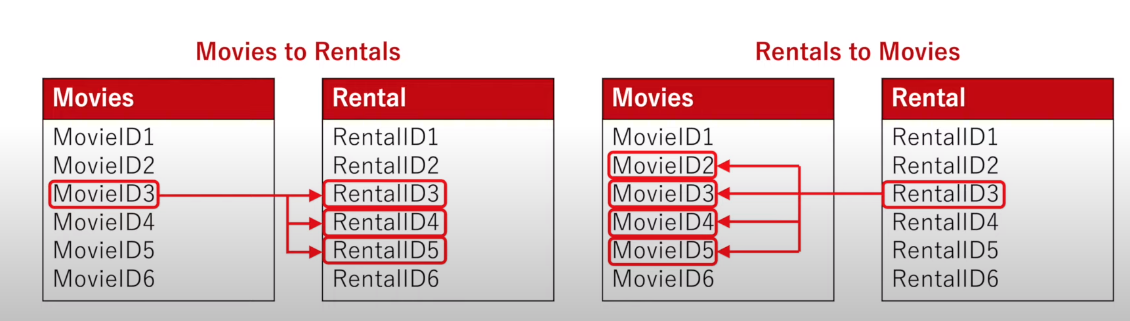 Movies to Rentals
Movies
MovieID1
MovieID2
MovieID3
MovieID4
MovieID5
MovieID6
Rental
RentalID1
RentalID2
RentalID3
RentalID4
RentalID5
RentalID6
Rentals to Movies
Movies
MovieID1
MovieID2
MovieID3
MovieID4
MovieID5
MovieID6
Rental
RentalID1
RentalID2
RentalID3
RentalID4
RentalID5
RentalID6